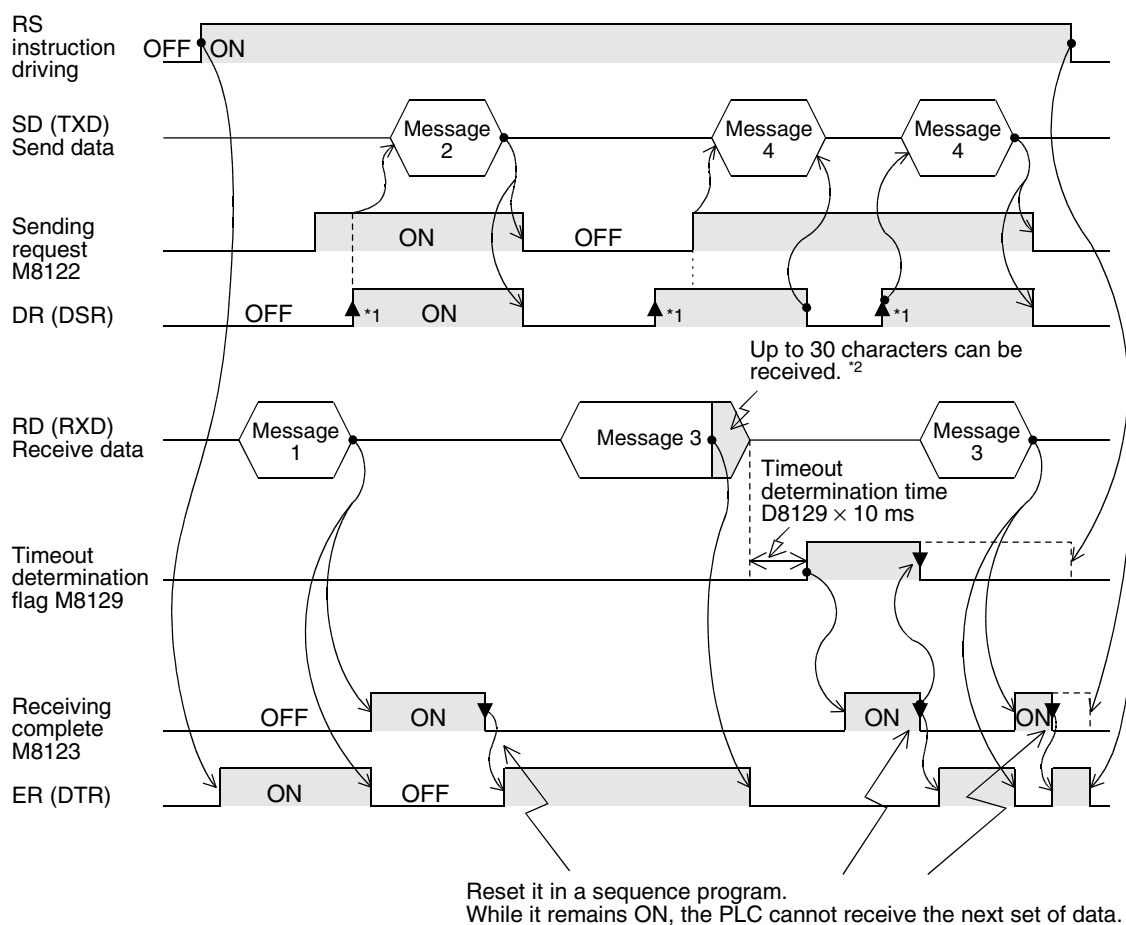 RS
instruction
driving
OFF ON
SD (TXD)
Send data
Message
2
Message
4
Message
4
Sending
request
M8122
ON
OFF
DR (DSR)
OFF
*1
ON
*1
*1
Up to 30 characters can be
received. *2
RD (RXD)
Receive data
Message
1
Message 3
Message
3
Timeout
determination time
D8129 × 10 ms
Timeout
determination
flag M8129
Receiving
complete
M8123
OFF
ON
ON
ON
ER (DTR)
ON
OFF
Reset it in a sequence program.
While it remains ON, the PLC cannot receive the next set of data.